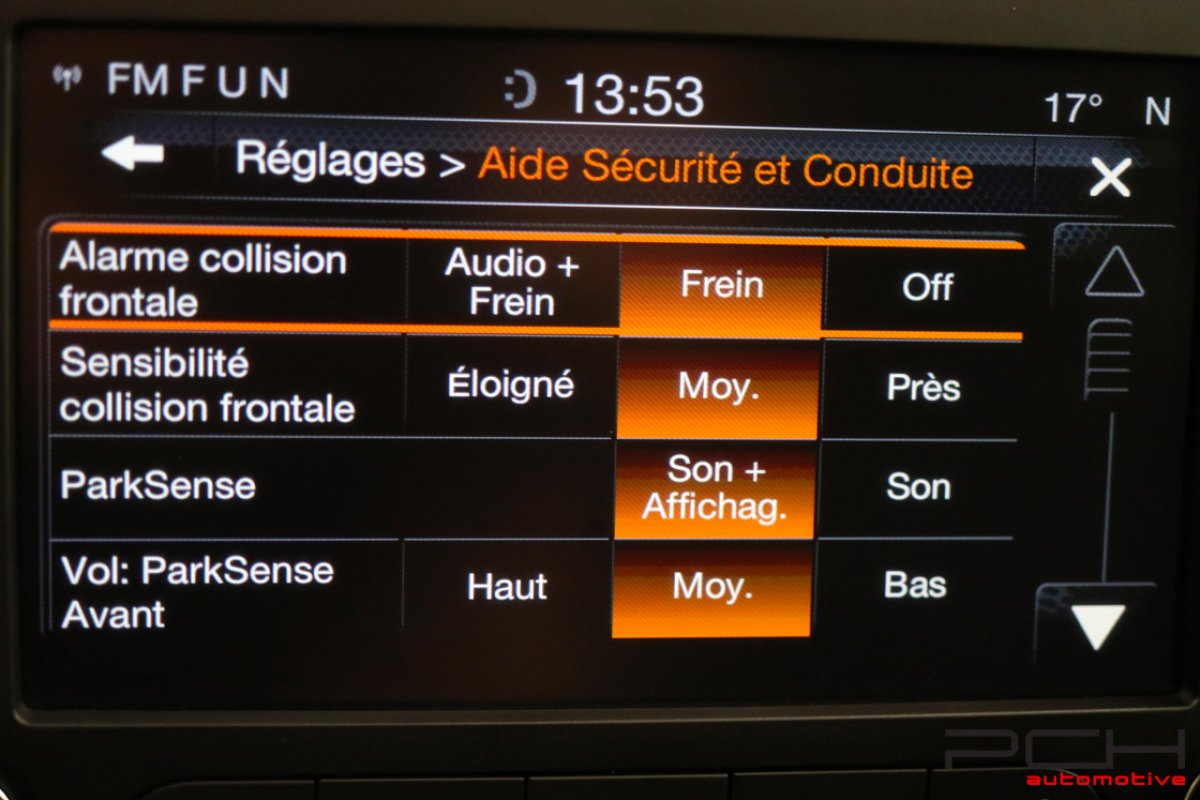 FM F U N 13:53 17° N
Réglages > Aide Sécurité et Conduite
Alarme collision
frontale
Audio +
Frein
Frein
Off
Sensibilité
collision frontale
Éloigné
Moy.
Près
ParkSense
Son +
Affichag.
Son
Vol: ParkSense
Avant
Haut
Moy.
Bas
PCH
automotive